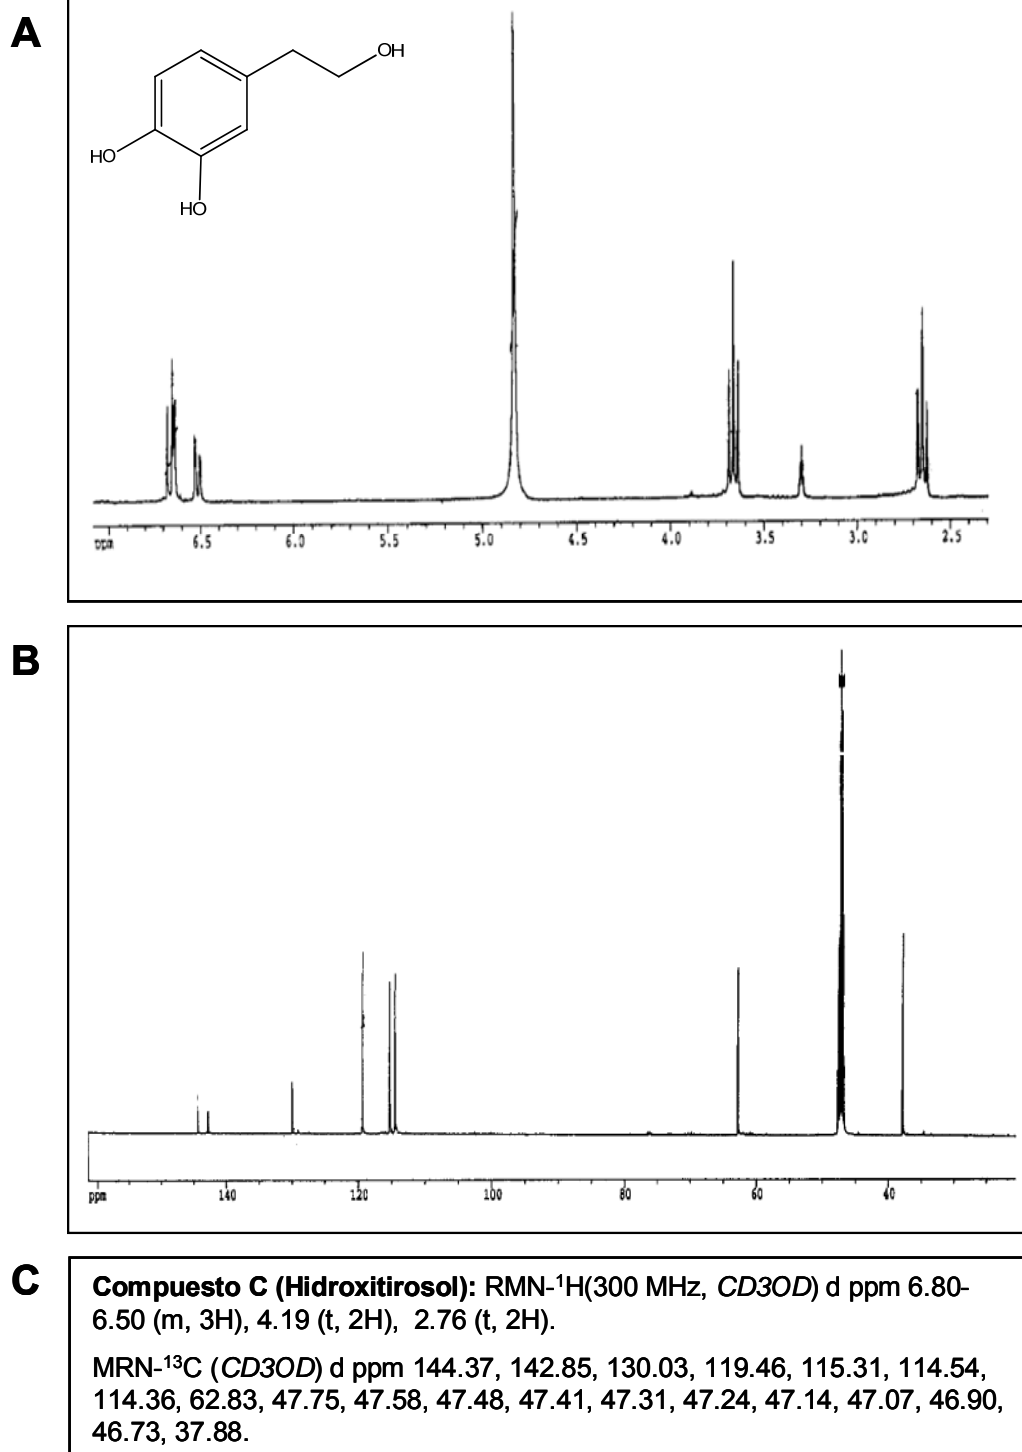 A
OH
HO
HO
ppm 6.5 6.0 5.5 5.0 4.5 4.0 3.5 3.0 2.5
B
ppm 140 120 100 80 60 40
C
Compuesto C (Hidroxitirosol): RMN-¹H(300 MHz, CD3OD) d ppm 6.80-
6.50 (m, 3H), 4.19 (t, 2H), 2.76 (t, 2H).
MRN-¹³C (CD3OD) d ppm 144.37, 142.85, 130.03, 119.46, 115.31, 114.54,
114.36, 62.83, 47.75, 47.58, 47.48, 47.41, 47.31, 47.24, 47.14, 47.07, 46.90,
46.73, 37.88.